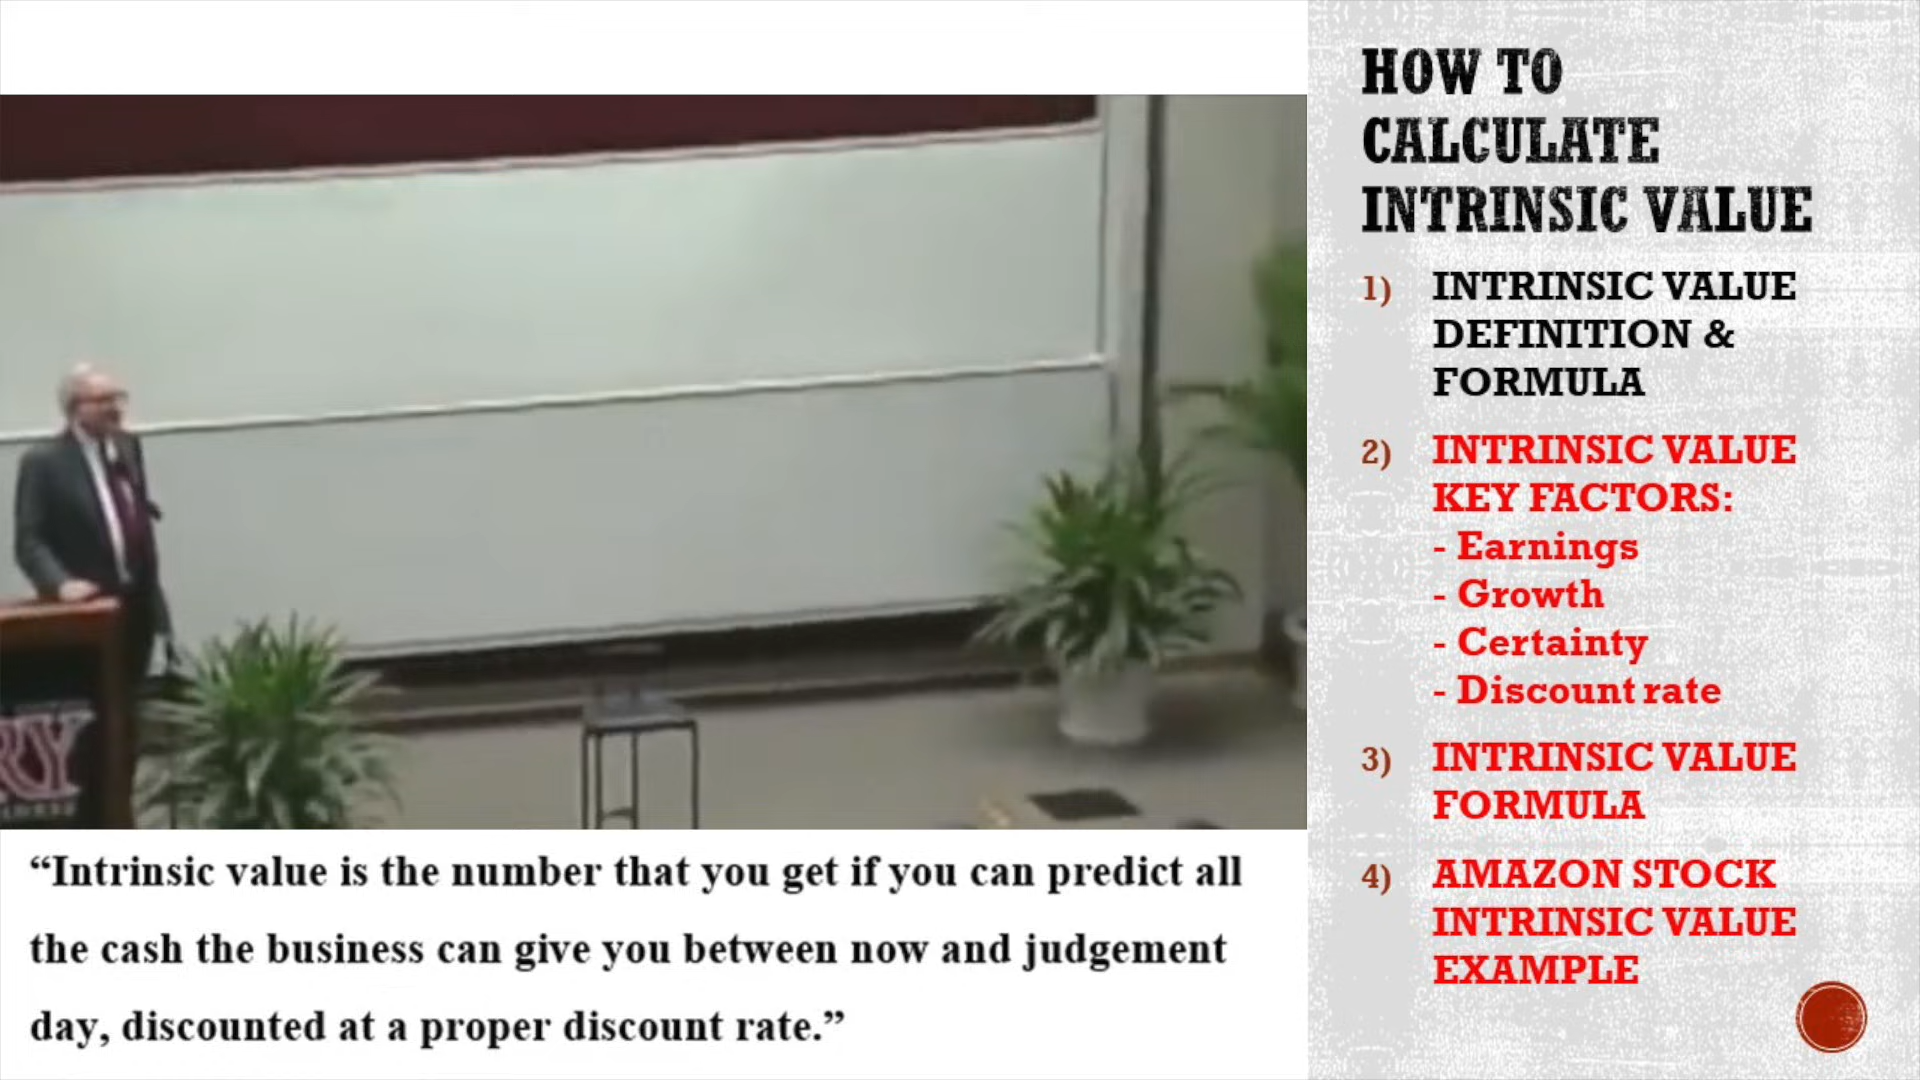 HOW TO
CALCULATE
INTRINSIC VALUE
1) INTRINSIC VALUE
DEFINITION &
FORMULA
2) INTRINSIC VALUE
KEY FACTORS:
- Earnings
- Growth
- Certainty
- Discount rate
3) INTRINSIC VALUE
FORMULA
4) AMAZON STOCK
INTRINSIC VALUE
EXAMPLE
RY
“Intrinsic value is the number that you get if you can predict all
the cash the business can give you between now and judgement
day, discounted at a proper discount rate.”